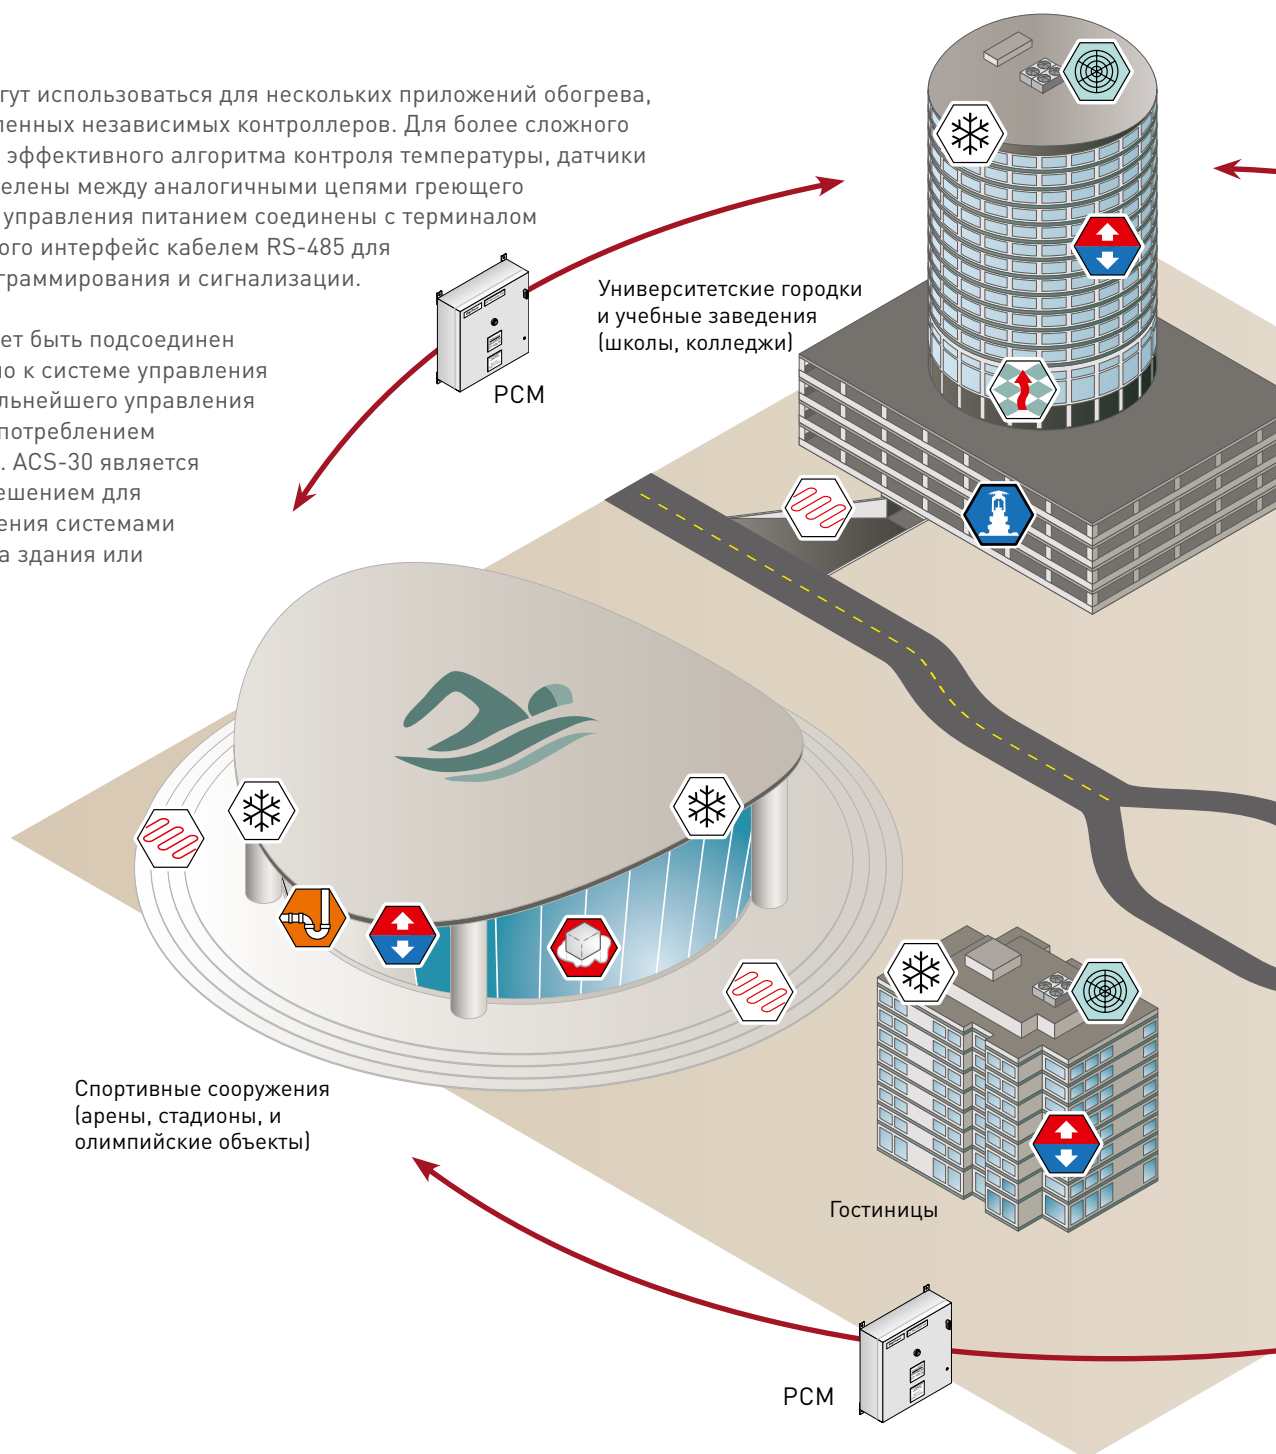 гут использоваться для нескольких приложений обогрева,
ленных независимых контроллеров. Для более сложного
эффективного алгоритма контроля температуры, датчики
елены между аналогичными цепями греющего
управления питанием соединены с терминалом
ого интерфейс кабелем RS-485 для
граммирования и сигнализации.
ет быть подсоединен
но к системе управления
льнейшего управления
потреблением
. ACS-30 является
ешением для
ения системами
а здания или
PCM
Университетские городки
и учебные заведения
(школы, колледжи)
Спортивные сооружения
(арены, стадионы, и
олимпийские объекты)
Гостиницы
PCM